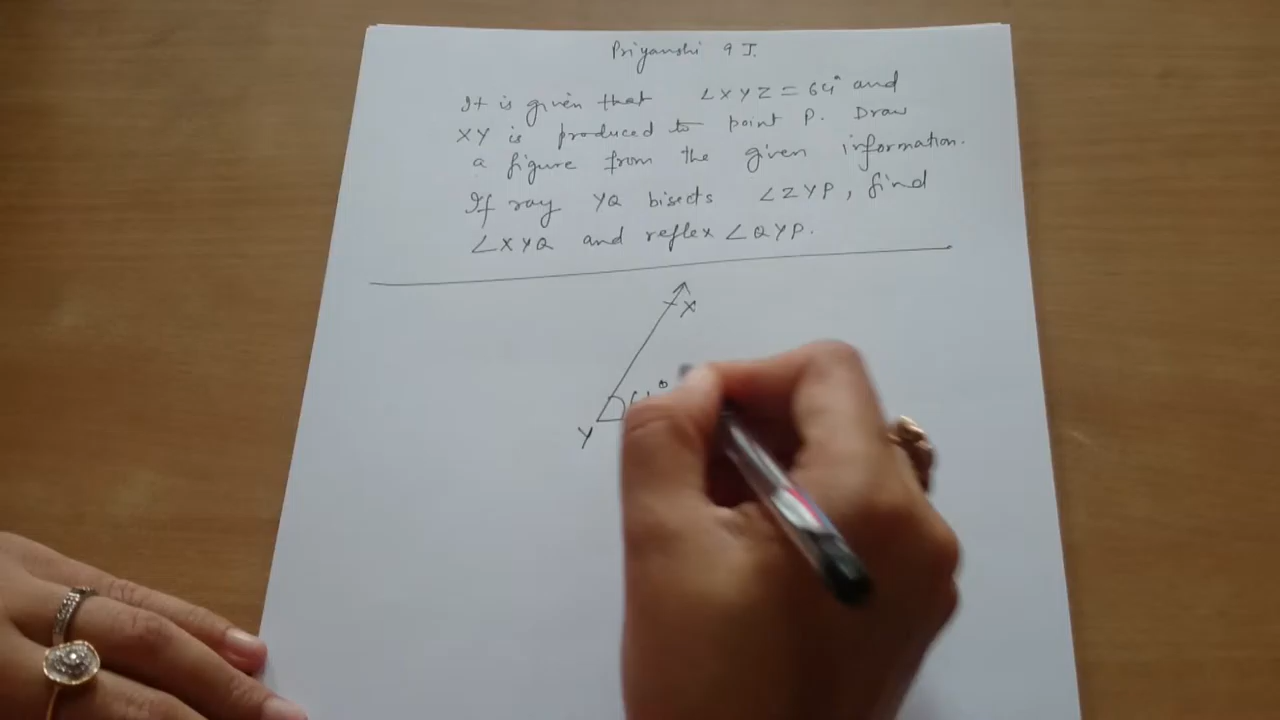 Priyanshi 9 I.
It is given that ∠XYZ = 64° and
XY is produced to point P. Draw
a figure from the given information.
If ray YQ bisects ∠ZYP, find
∠XYQ and reflex ∠QYP.
X
Y